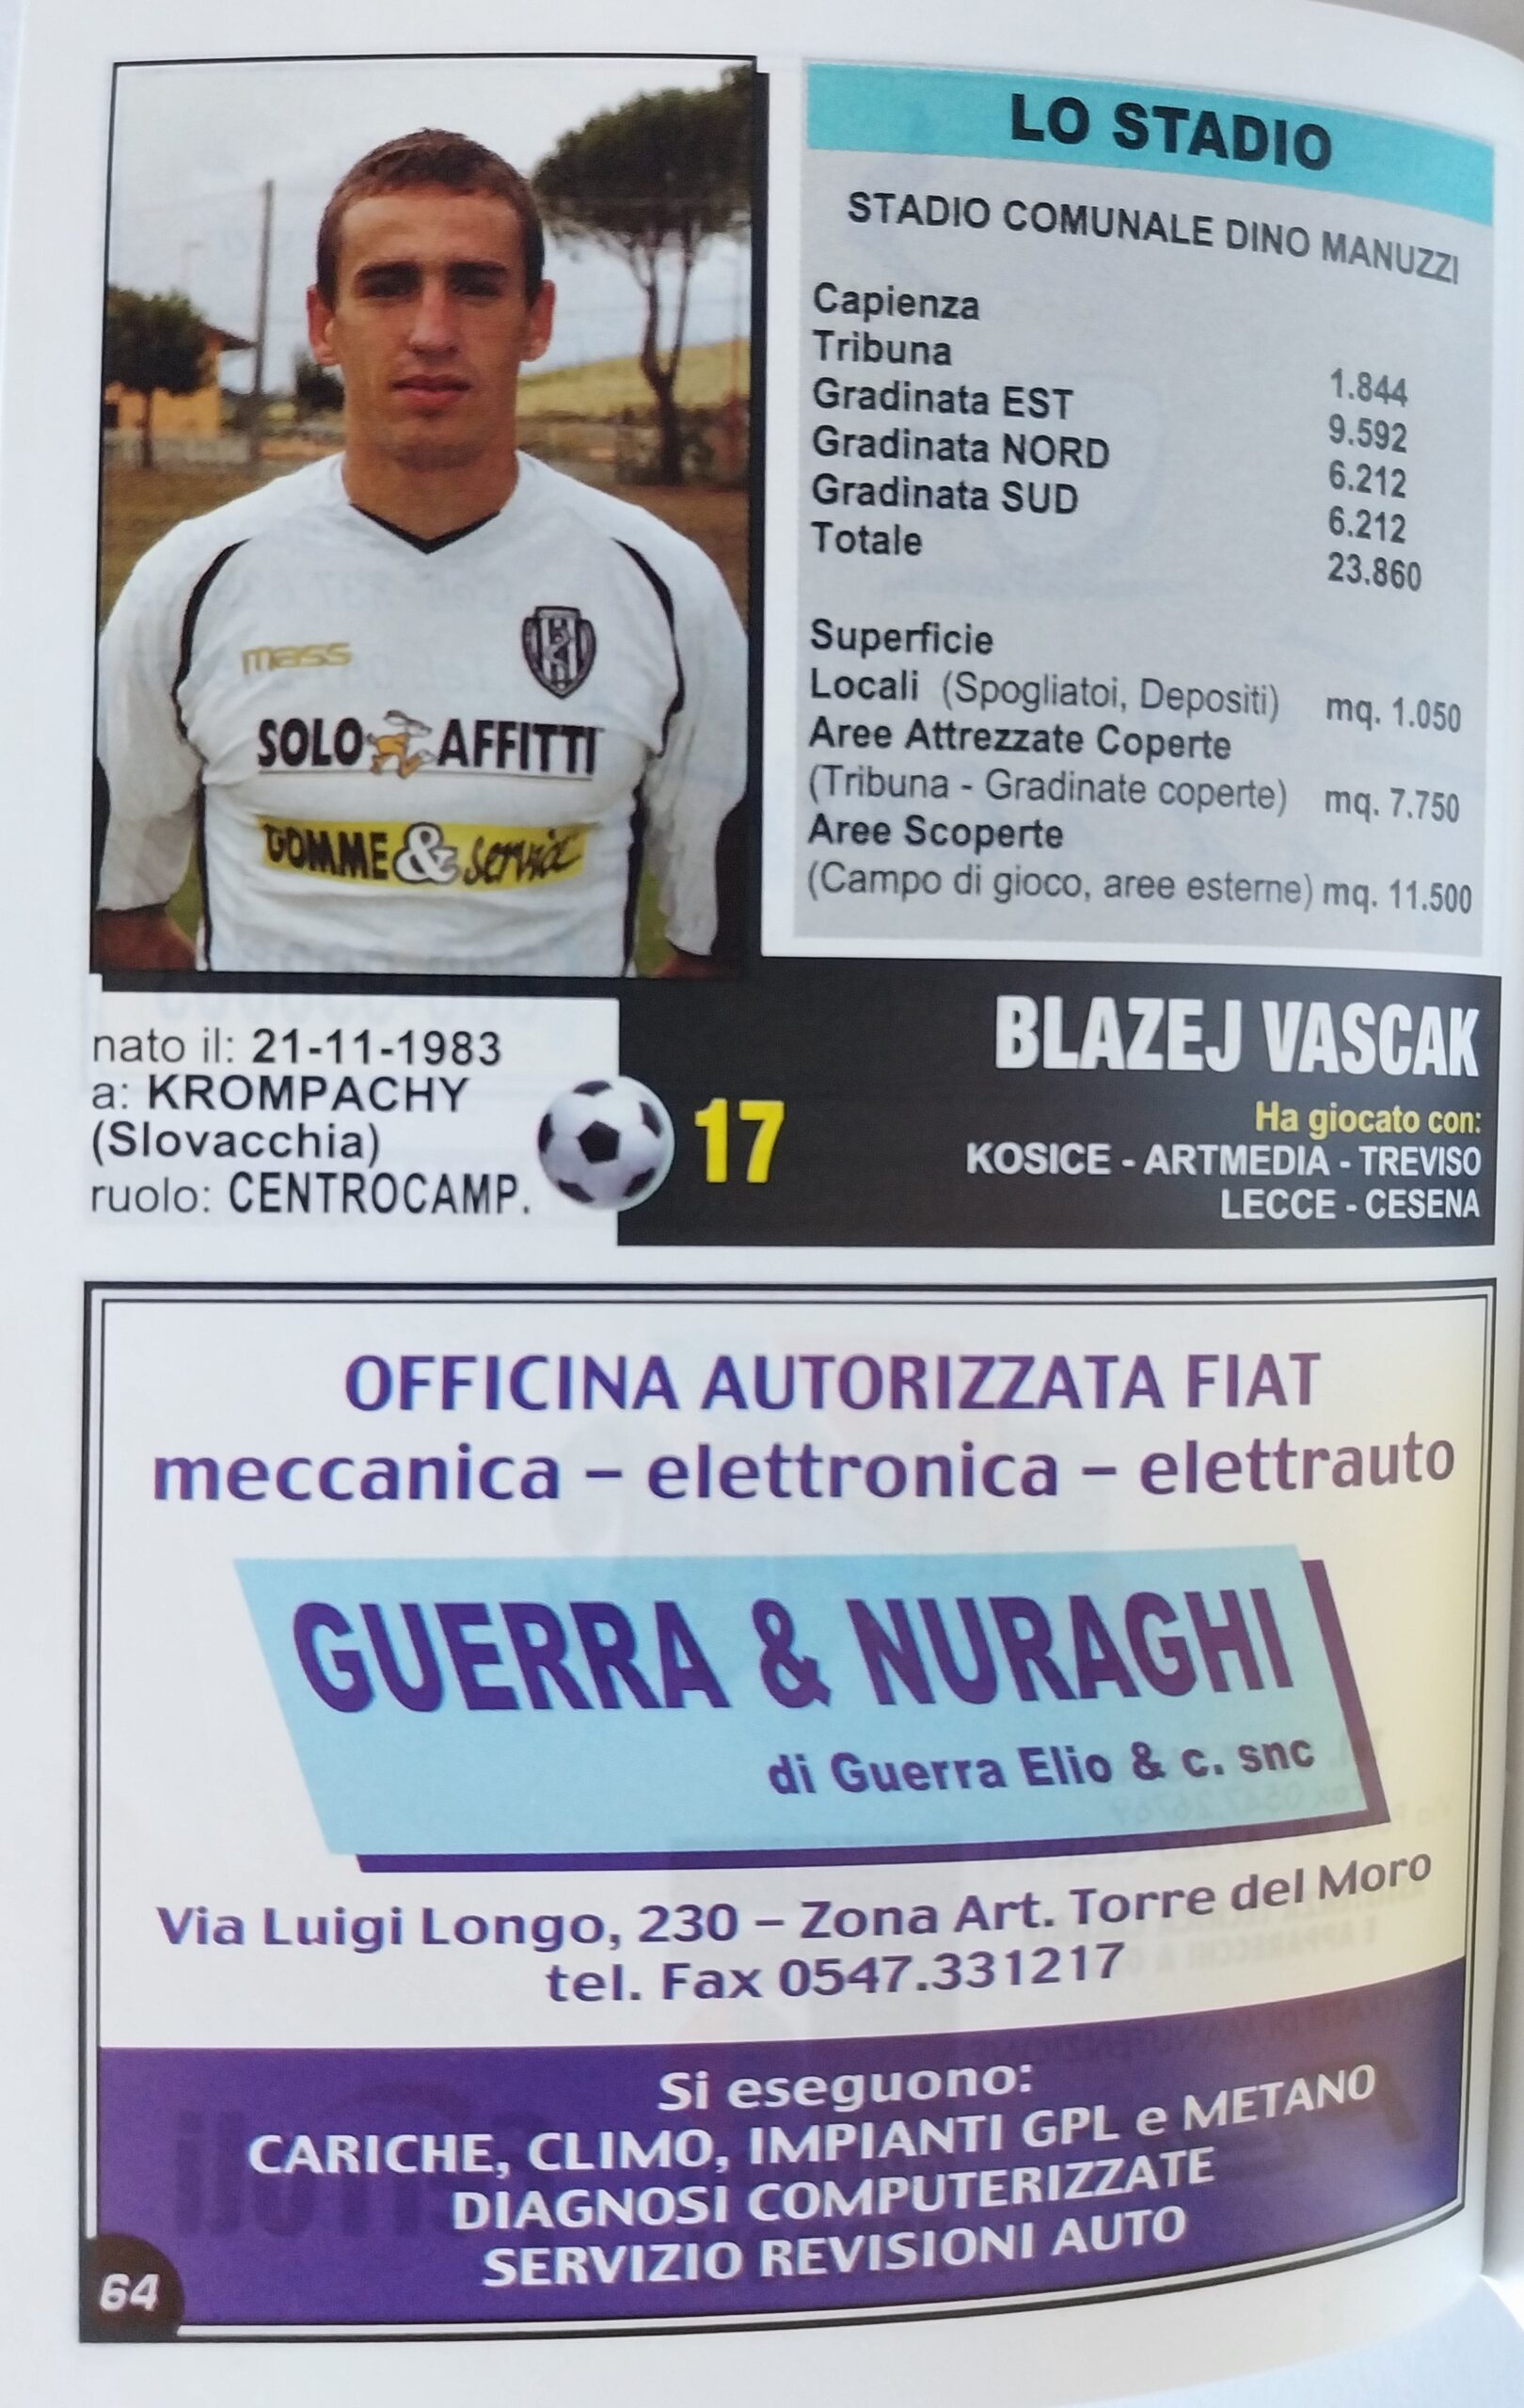 mass
SOLO AFFITTI
GOMME & service
LO STADIO
STADIO COMUNALE DINO MANUZZI
Capienza
Tribuna 1.844
Gradinata EST 9.592
Gradinata NORD 6.212
Gradinata SUD 6.212
Totale 23.860
Superficie
Locali (Spogliatoi, Depositi) mq. 1.050
Aree Attrezzate Coperte
(Tribuna - Gradinate coperte) mq. 7.750
Aree Scoperte
(Campo di gioco, aree esterne) mq. 11.500
nato il: 21-11-1983
a: KROMPACHY
(Slovacchia)
ruolo: CENTROCAMP.
17
BLAZEJ VASCAK
Ha giocato con:
KOSICE - ARTMEDIA - TREVISO
LECCE - CESENA
OFFICINA AUTORIZZATA FIAT
meccanica – elettronica – elettrauto
GUERRA & NURAGHI
di Guerra Elio & c. snc
Via Luigi Longo, 230 – Zona Art. Torre del Moro
tel. Fax 0547.331217
Si eseguono:
CARICHE, CLIMO, IMPIANTI GPL e METANO
DIAGNOSI COMPUTERIZZATE
SERVIZIO REVISIONI AUTO
64